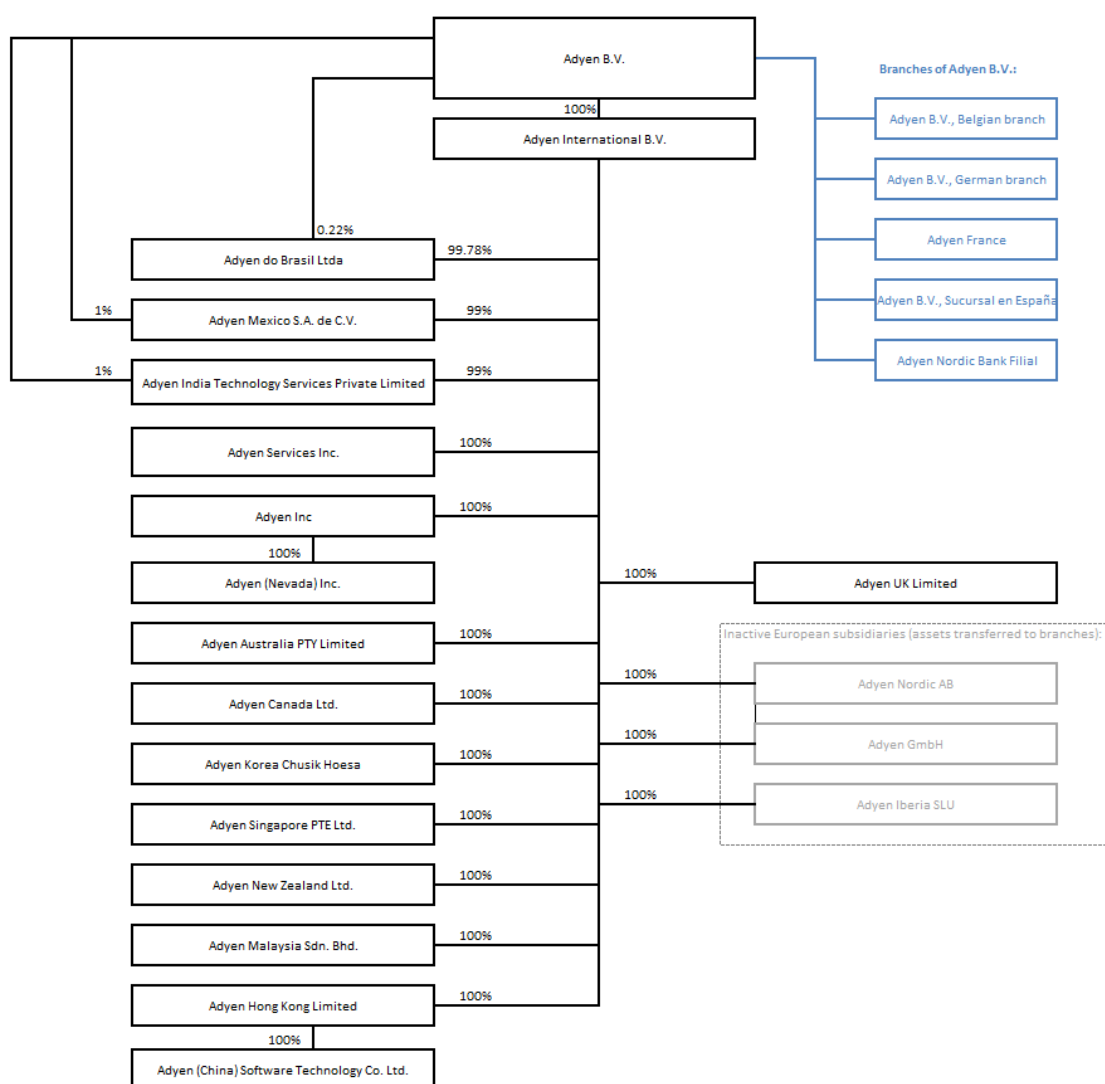 Adyen B.V.
Branches of Adyen B.V.:
100%
Adyen B.V., Belgian branch
Adyen International B.V.
Adyen B.V., German branch
0.22%
Adyen France
99.78%
Adyen do Brasil Ltda
Adyen B.V., Sucursal en España
1%
Adyen Mexico S.A. de C.V.
99%
Adyen Nordic Bank Filial
1%
Adyen India Technology Services Private Limited
99%
Adyen Services Inc.
100%
Adyen Inc
100%
100%
Adyen (Nevada) Inc.
100%
Adyen UK Limited
Inactive European subsidiaries (assets transferred to branches):
Adyen Australia PTY Limited
100%
100%
Adyen Nordic AB
Adyen Canada Ltd.
100%
100%
Adyen GmbH
Adyen Korea Chusik Hoesa
100%
100%
Adyen Iberia SLU
Adyen Singapore PTE Ltd.
100%
Adyen New Zealand Ltd.
100%
Adyen Malaysia Sdn. Bhd.
100%
Adyen Hong Kong Limited
100%
100%
Adyen (China) Software Technology Co. Ltd.